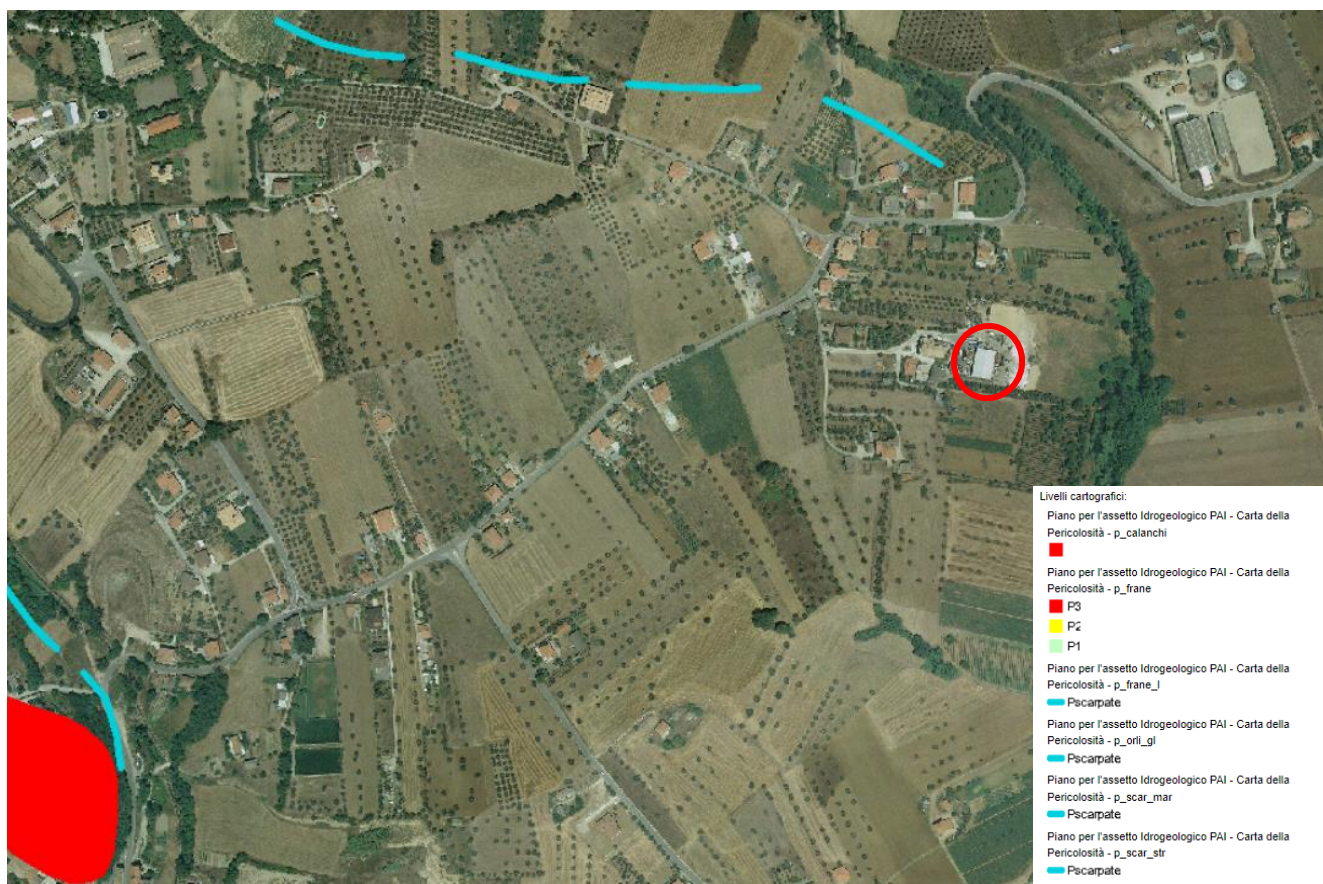 Livelli cartografici:
Piano per l'assetto Idrogeologico PAI - Carta della
Pericolosità - p_calanchi
Piano per l'assetto Idrogeologico PAI - Carta della
Pericolosità - p_frane
P3
P2
P1
Piano per l'assetto Idrogeologico PAI - Carta della
Pericolosità - p_frane_l
Pscarpate
Piano per l'assetto Idrogeologico PAI - Carta della
Pericolosità - p_orli_gl
Pscarpate
Piano per l'assetto Idrogeologico PAI - Carta della
Pericolosità - p_scar_mar
Pscarpate
Piano per l'assetto Idrogeologico PAI - Carta della
Pericolosità - p_scar_str
Pscarpate